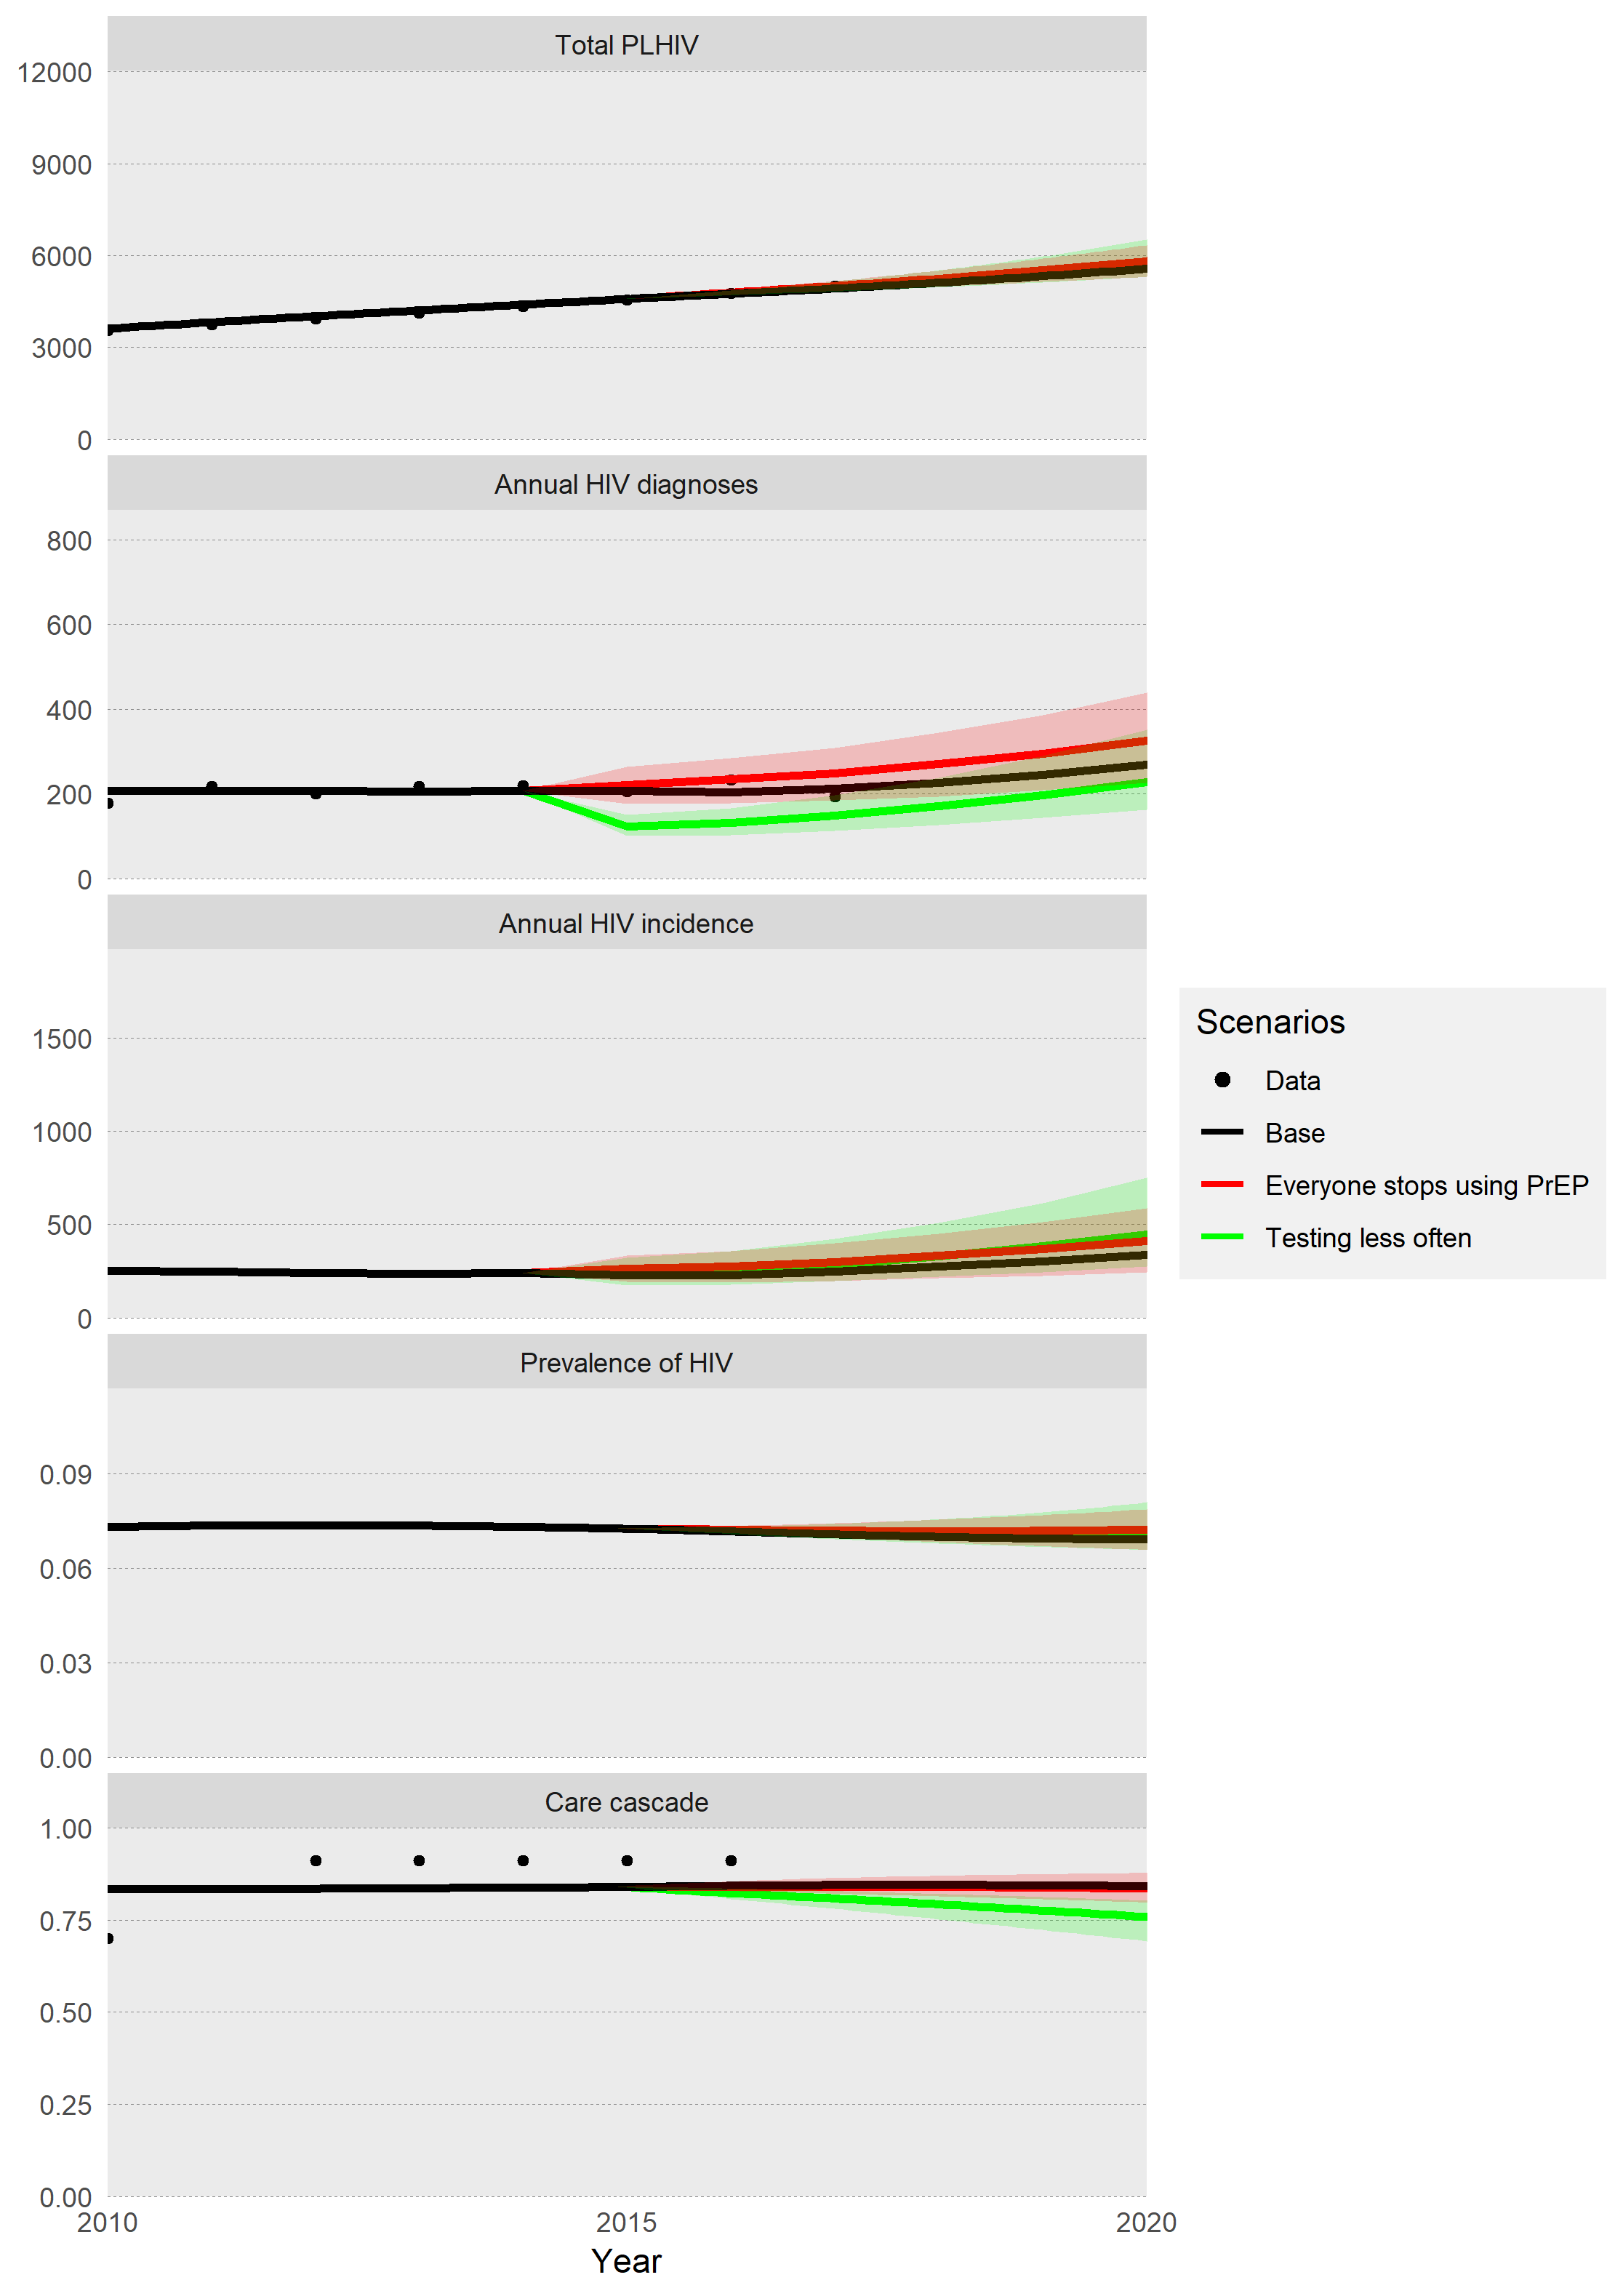 Total PLHIV
12000
9000
6000
3000
0
Annual HIV diagnoses
800
600
400
200
0
Annual HIV incidence
1500
1000
500
0
Prevalence of HIV
0.09
0.06
0.03
0.00
Care cascade
1.00
0.75
0.50
0.25
0.00
2010 2015 2020
Year
Scenarios
Data
Base
Everyone stops using PrEP
Testing less often